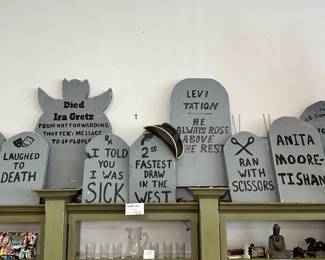 LAUGHED
TO
DEATH
Died
Ira Gretz
FROM NOT FORWARDING
THAT TEXT MESSAGE
TO 10 PEOPLE
Rx
I TOLD
YOU
I WAS
SICK
2ND
FASTEST
DRAW
IN THE
WEST
LEVI
TATION
HE
ALWAYS ROSE
ABOVE
THE REST
RAN
WITH
SCISSORS
ANITA
MOORE-
TISHAN